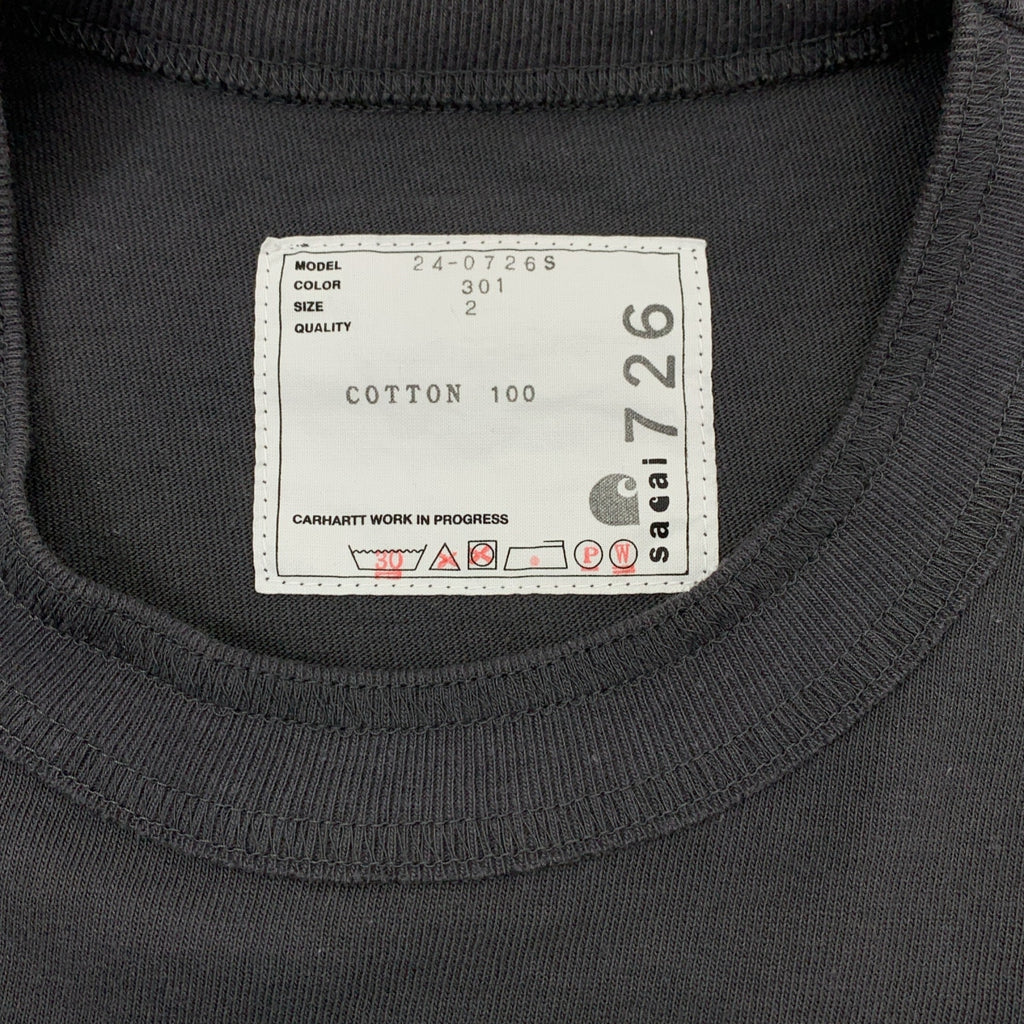 MODEL 24-0726S
COLOR 301
SIZE 2
QUALITY
COTTON 100
CARHARTT WORK IN PROGRESS
30 P W
sacai 726